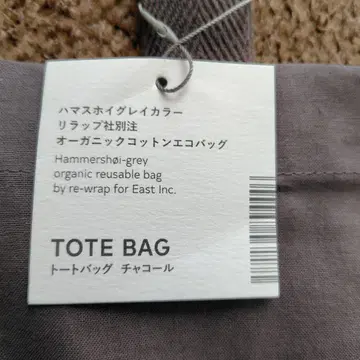 ハマスホイグレイカラー
リラップ社別注
オーガニックコットンエコバッグ
Hammershøi-grey
organic reusable bag
by re-wrap for East Inc.
TOTE BAG
トートバッグ チャコール